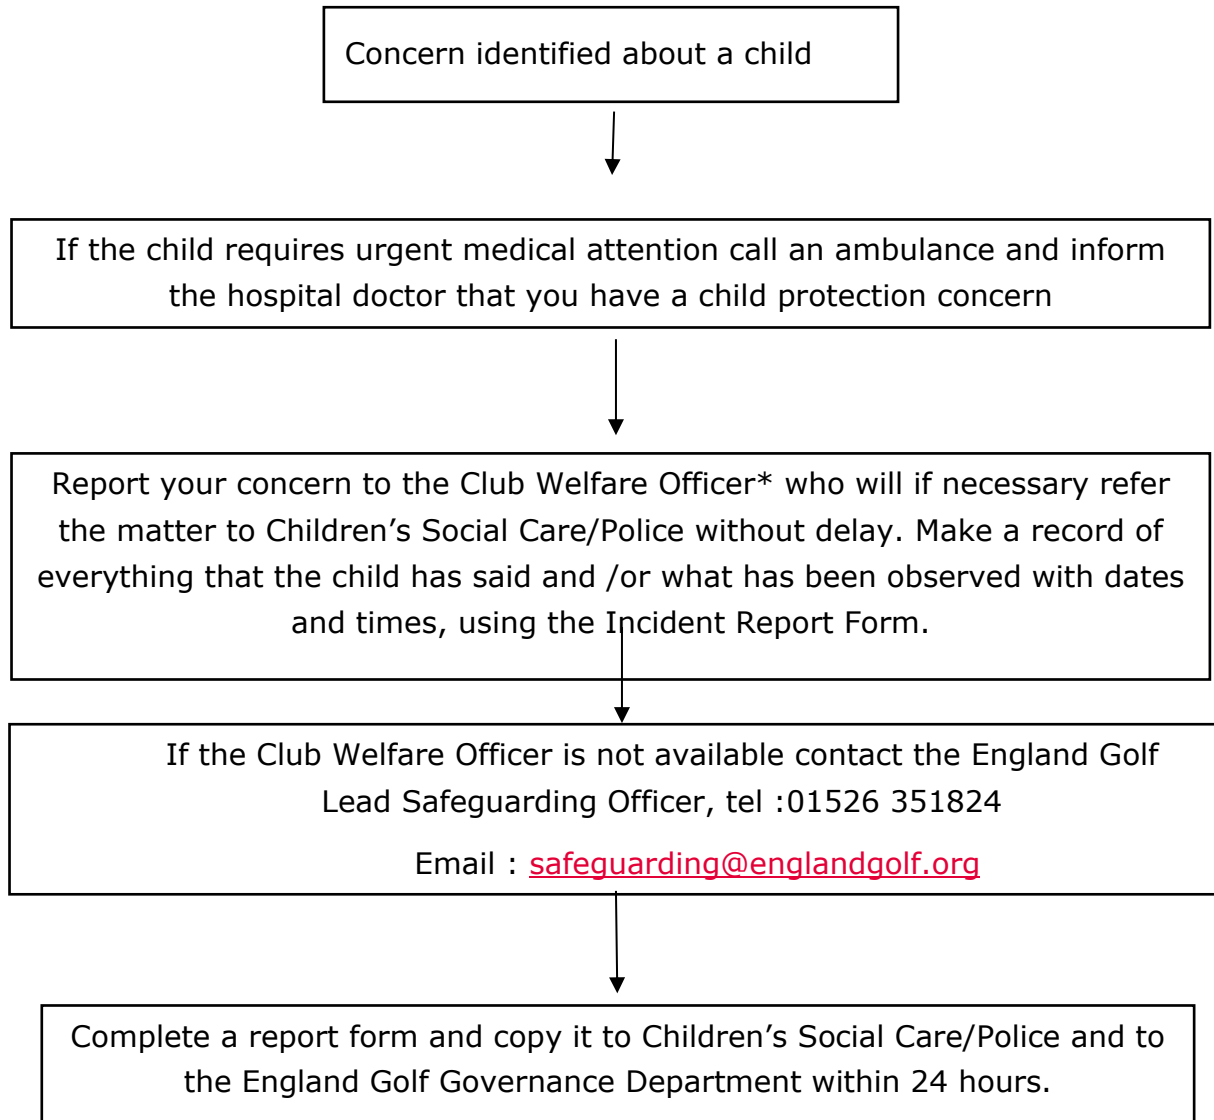 Concern identified about a child
If the child requires urgent medical attention call an ambulance and inform
the hospital doctor that you have a child protection concern
Report your concern to the Club Welfare Officer* who will if necessary refer
the matter to Children’s Social Care/Police without delay. Make a record of
everything that the child has said and /or what has been observed with dates
and times, using the Incident Report Form.
If the Club Welfare Officer is not available contact the England Golf
Lead Safeguarding Officer, tel :01526 351824
Email : safeguarding@englandgolf.org
Complete a report form and copy it to Children’s Social Care/Police and to
the England Golf Governance Department within 24 hours.